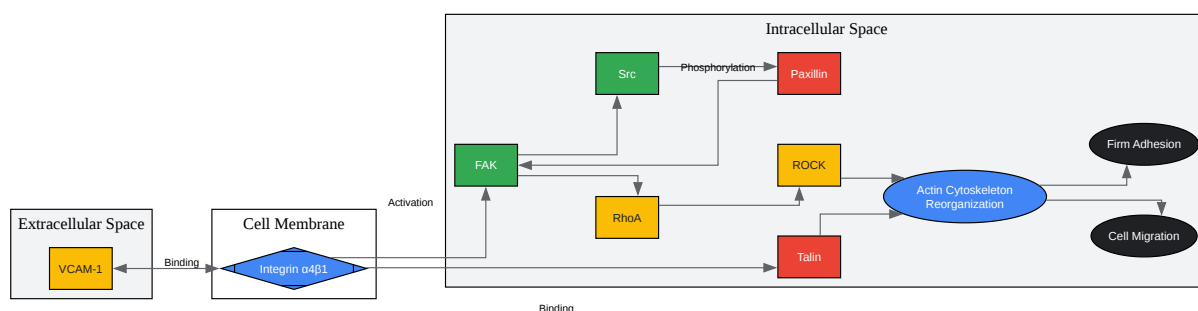 Intracellular Space
Src
Phosphorylation
Paxillin
FAK
ROCK
Firm Adhesion
Actin Cytoskeleton
Reorganization
Activation
RhoA
Extracellular Space
Cell Membrane
Cell Migration
VCAM-1
Binding
Integrin α4β1
Talin
Binding